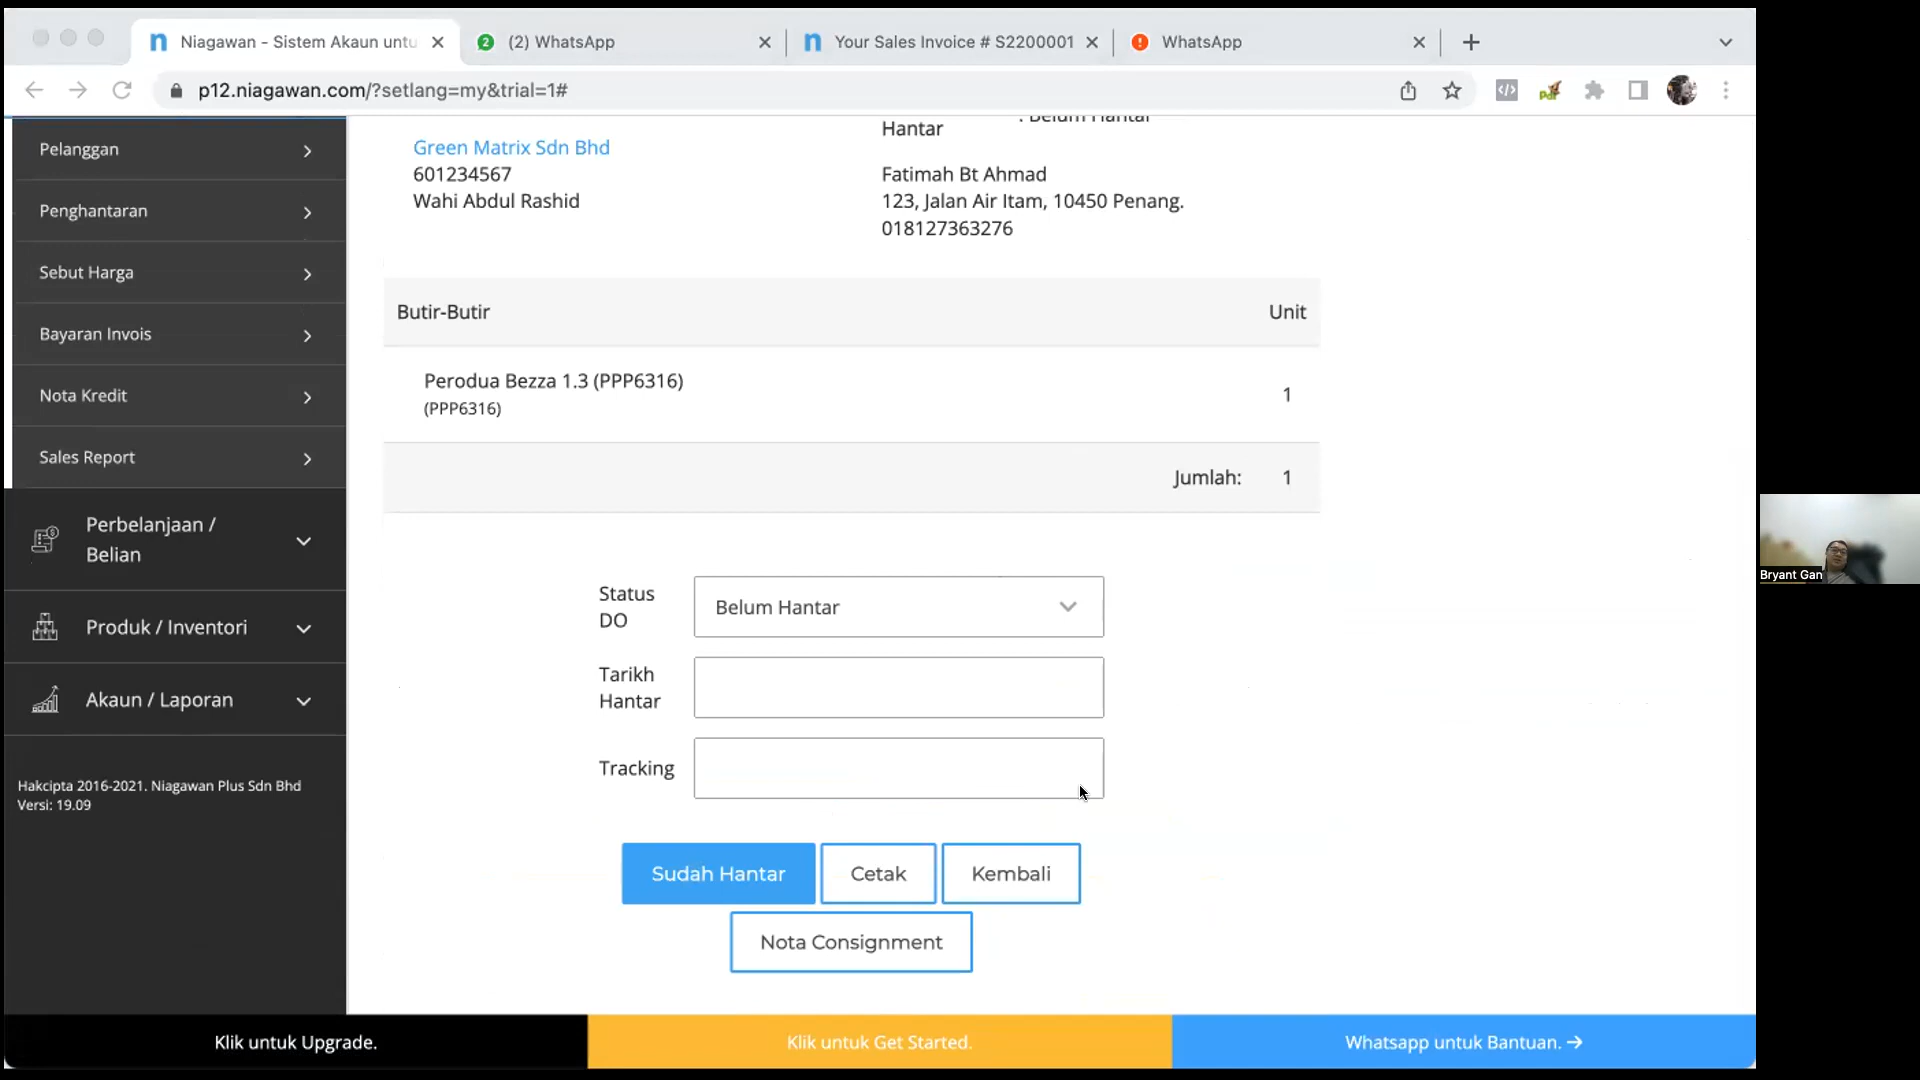 Niagawan - Sistem Akaun untu
2
(2) WhatsApp
Your Sales Invoice # S2200001
WhatsApp
p12.niagawan.com/?setlang=my&trial=1#
Pelanggan
Penghantaran
Sebut Harga
Bayaran Invois
Nota Kredit
Sales Report
Perbelanjaan /
Belian
Produk / Inventori
Akaun / Laporan
Hakcipta 2016-2021. Niagawan Plus Sdn Bhd
Versi: 19.09
Green Matrix Sdn Bhd
601234567
Wahi Abdul Rashid
: Belum Hantar
Hantar
Fatimah Bt Ahmad
123, Jalan Air Itam, 10450 Penang.
018127363276
Butir-Butir Unit
Perodua Bezza 1.3 (PPP6316) 1
(PPP6316)
Jumlah: 1
Status
DO
Belum Hantar
Tarikh
Hantar
Tracking
Sudah Hantar
Cetak
Kembali
Nota Consignment
Klik untuk Upgrade.
Klik untuk Get Started.
Whatsapp untuk Bantuan. →
Bryant Gan